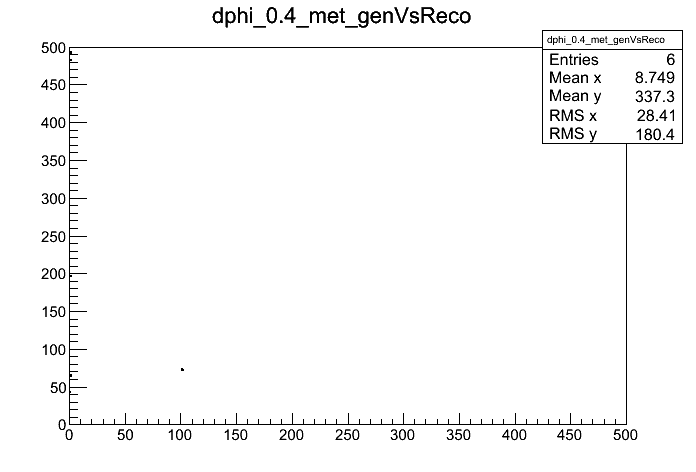 dphi_0.4_met_genVsReco
dphi_0.4_met_genVsReco
Entries 6
Mean x 8.749
Mean y 337.3
RMS x 28.41
RMS y 180.4
500
450
400
350
300
250
200
150
100
50
0
0 50 100 150 200 250 300 350 400 450 500